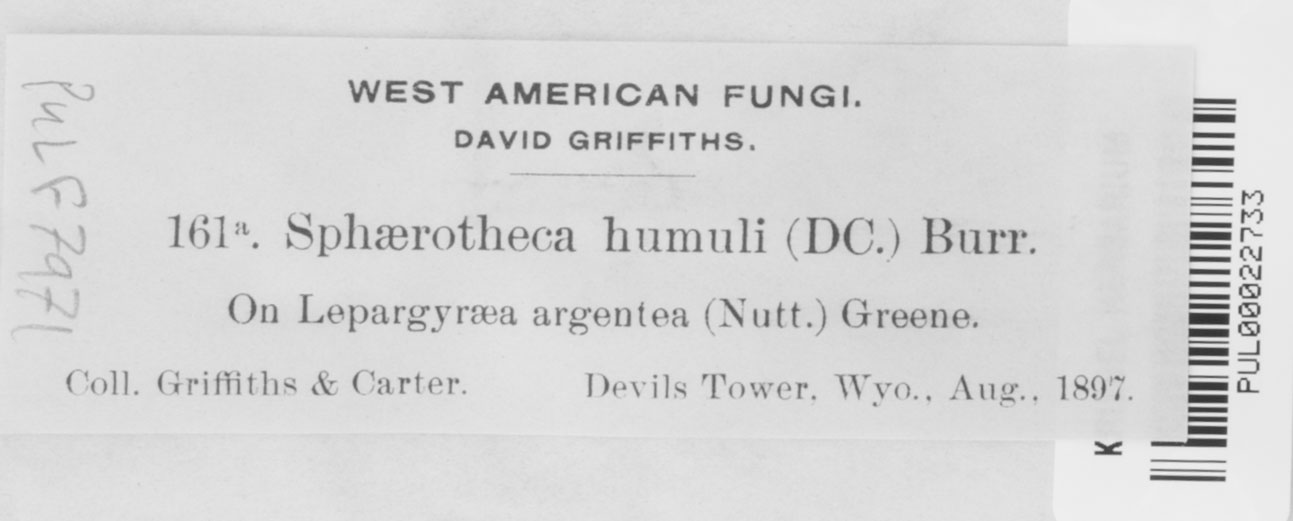 WEST AMERICAN FUNGI.
DAVID GRIFFITHS.
161ª. Sphærotheca humuli (DC.) Burr.
On Lepargyræa argentea (Nutt.) Greene.
Coll. Griffiths & Carter. Devils Tower, Wyo., Aug., 1897.
PUL F7971
PUL00022733
K